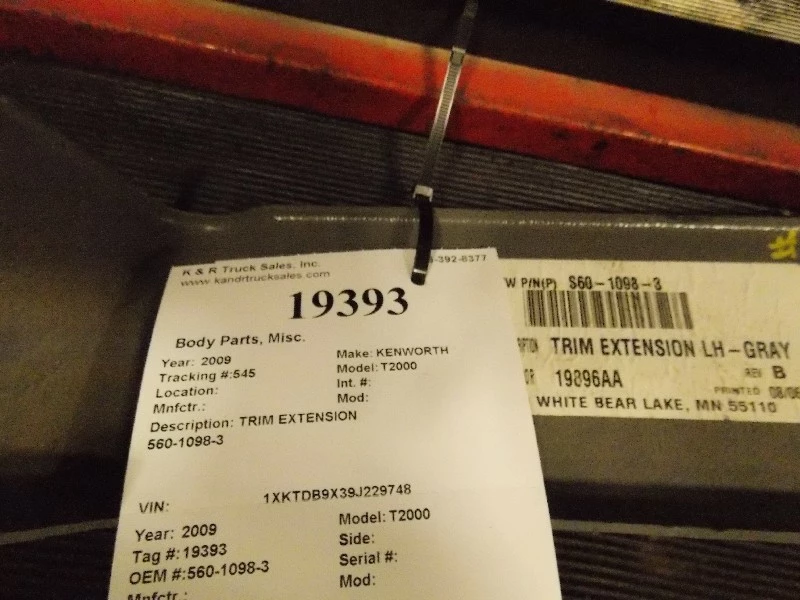 K & R Truck Sales, Inc.
-392-8377
www.kandrtrucksales.com
19393
Body Parts, Misc.
Year: 2009
Make: KENWORTH
Tracking #:545
Model: T2000
Location:
Int. #:
Mnfctr.:
Mod:
Description: TRIM EXTENSION
560-1098-3
VIN:
1XKTDB9X39J229748
Year: 2009
Model: T2000
Tag #:19393
Side:
OEM #:560-1098-3
Serial #:
Mnfctr.:
Mod:
W P/N(P) S60-1098-3
TRIM EXTENSION LH-GRAY
19896AA
REV B
PRINTED 08/06
WHITE BEAR LAKE, MN 55110